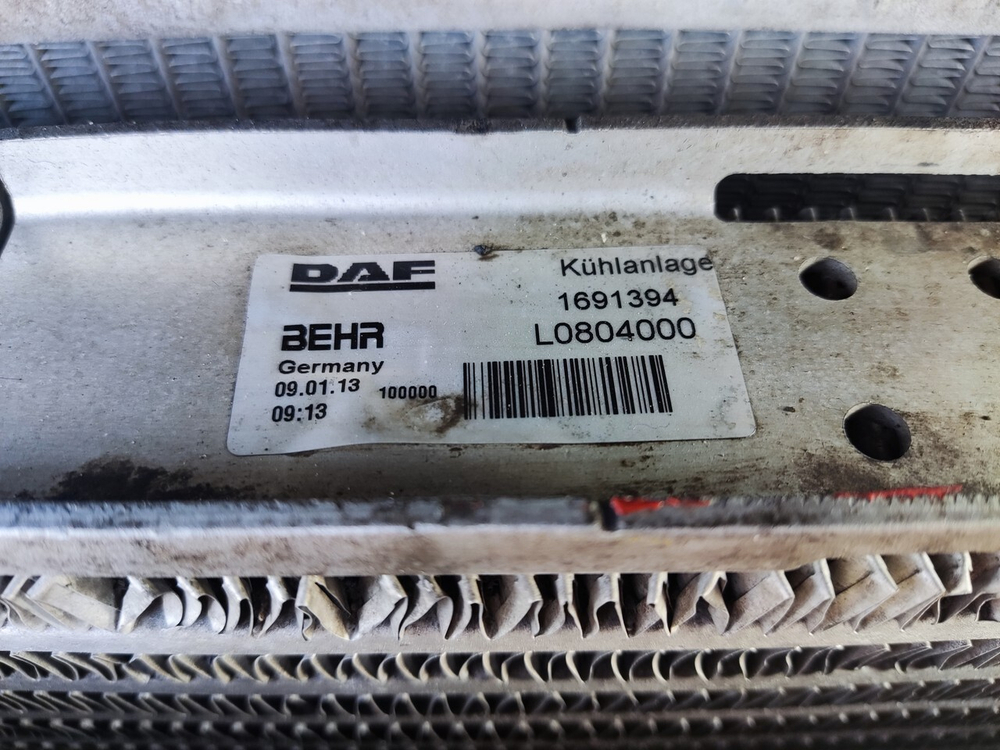 DAF
Kühlanlage
1691394
BEHR
L0804000
Germany
09.01.13 100000
09:13